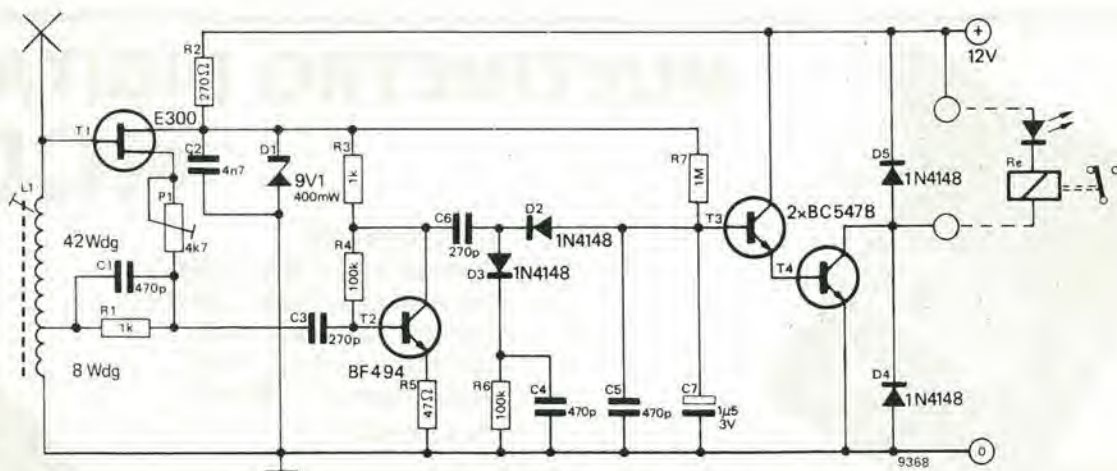 R2
270Ω
+
12V
T1
E300
C2
4n7
D1
9V1
400mW
R3
1k
R7
1M
D5
1N4148
Re
L1
P1
4k7
42Wdg
C1
470p
R1
1k
8 Wdg
R4
100k
C6
270p
D2
1N4148
D3
1N4148
T3
2xBC547B
T4
C3
270p
T2
BF494
R5
47Ω
R6
100k
C4
470p
C5
470p
C7
1µ5
3V
D4
1N4148
9368
0